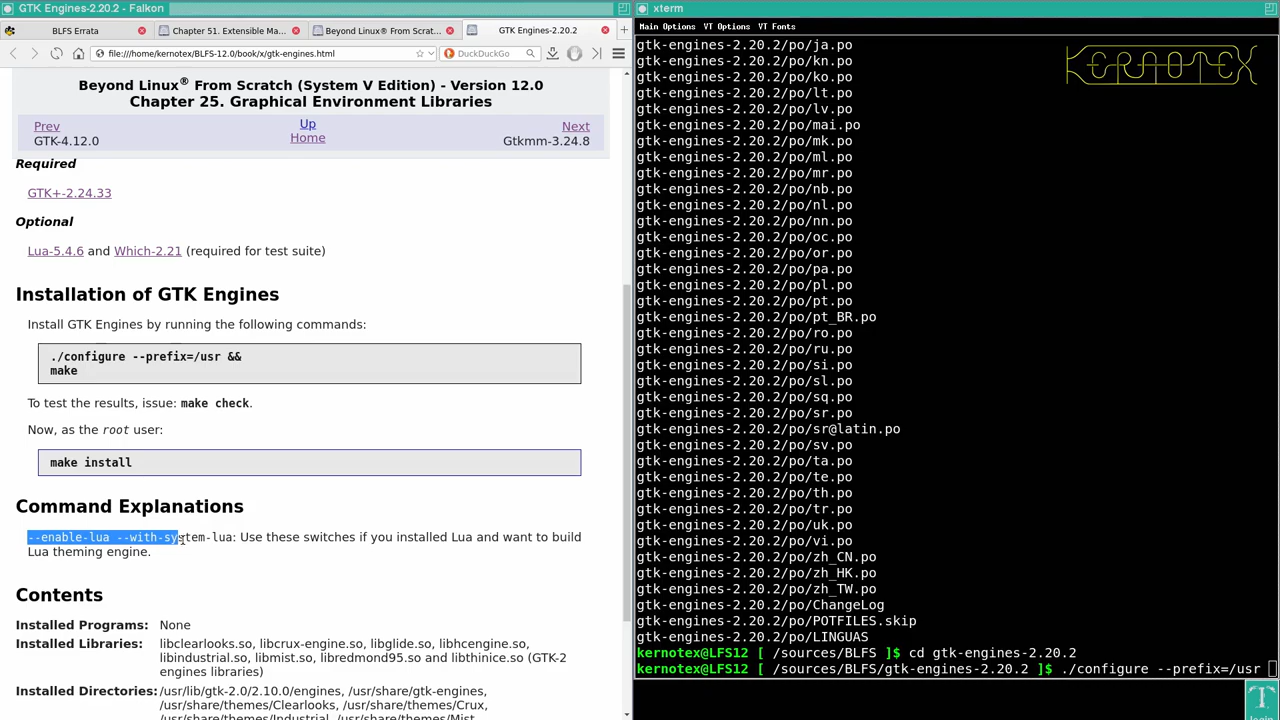 GTK Engines-2.20.2 - Falkon
BLFS Errata
Chapter 51. Extensible Ma...
Beyond Linux® From Scrat...
GTK Engines-2.20.2
file:///home/kernotex/BLFS-12.0/book/x/gtk-engines.html
DuckDuckGo
Beyond Linux® From Scratch (System V Edition) - Version 12.0
Chapter 25. Graphical Environment Libraries
Prev
Up
Next
GTK-4.12.0
Home
Gtkmm-3.24.8
Required
GTK+-2.24.33
Optional
Lua-5.4.6 and Which-2.21 (required for test suite)
Installation of GTK Engines
Install GTK Engines by running the following commands:
./configure --prefix=/usr &&
make
To test the results, issue: make check.
Now, as the root user:
make install
Command Explanations
--enable-lua --with-system-lua: Use these switches if you installed Lua and want to build
Lua theming engine.
Contents
Installed Programs: None
Installed Libraries: libclearlooks.so, libcrux-engine.so, libglide.so, libhcengine.so,
libindustrial.so, libmist.so, libredmond95.so and libthinice.so (GTK-2
engines libraries)
Installed Directories: /usr/lib/gtk-2.0/2.10.0/engines, /usr/share/gtk-engines,
/usr/share/themes/Clearlooks, /usr/share/themes/Crux,
/usr/share/themes/Industrial, /usr/share/themes/Mist,
xterm
Main Options VT Options VT Fonts
KERNOTEX
gtk-engines-2.20.2/po/ja.po
gtk-engines-2.20.2/po/kn.po
gtk-engines-2.20.2/po/ko.po
gtk-engines-2.20.2/po/lt.po
gtk-engines-2.20.2/po/lv.po
gtk-engines-2.20.2/po/mai.po
gtk-engines-2.20.2/po/mk.po
gtk-engines-2.20.2/po/ml.po
gtk-engines-2.20.2/po/mr.po
gtk-engines-2.20.2/po/nb.po
gtk-engines-2.20.2/po/nl.po
gtk-engines-2.20.2/po/nn.po
gtk-engines-2.20.2/po/oc.po
gtk-engines-2.20.2/po/or.po
gtk-engines-2.20.2/po/pa.po
gtk-engines-2.20.2/po/pl.po
gtk-engines-2.20.2/po/pt.po
gtk-engines-2.20.2/po/pt_BR.po
gtk-engines-2.20.2/po/ro.po
gtk-engines-2.20.2/po/ru.po
gtk-engines-2.20.2/po/si.po
gtk-engines-2.20.2/po/sl.po
gtk-engines-2.20.2/po/sq.po
gtk-engines-2.20.2/po/sr.po
gtk-engines-2.20.2/po/sr@latin.po
gtk-engines-2.20.2/po/sv.po
gtk-engines-2.20.2/po/ta.po
gtk-engines-2.20.2/po/te.po
gtk-engines-2.20.2/po/th.po
gtk-engines-2.20.2/po/tr.po
gtk-engines-2.20.2/po/uk.po
gtk-engines-2.20.2/po/vi.po
gtk-engines-2.20.2/po/zh_CN.po
gtk-engines-2.20.2/po/zh_HK.po
gtk-engines-2.20.2/po/zh_TW.po
gtk-engines-2.20.2/po/ChangeLog
gtk-engines-2.20.2/po/POTFILES.skip
gtk-engines-2.20.2/po/LINGUAS
kernotex@LFS12 [ /sources/BLFS ]$ cd gtk-engines-2.20.2
kernotex@LFS12 [ /sources/BLFS/gtk-engines-2.20.2 ]$ ./configure --prefix=/usr
T